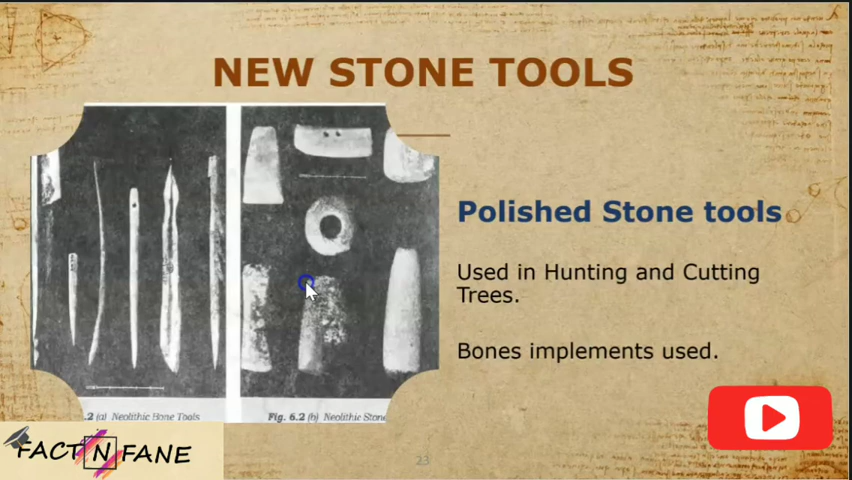 NEW STONE TOOLS
Polished Stone tools
Used in Hunting and Cutting
Trees.
Bones implements used.
.2 (a) Neolithic Bone Tools
Fig. 6.2 (b) Neolithic Stone
FACT N FANE
23